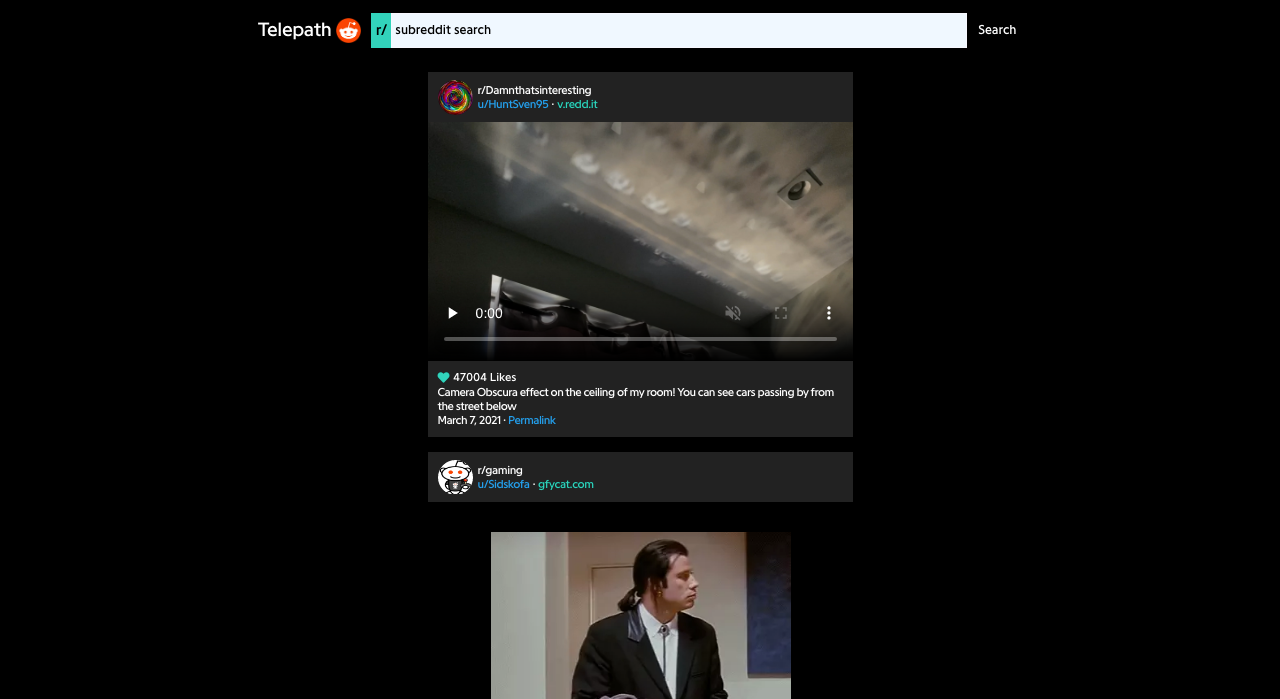 Telepath
r/ subreddit search
Search
r/Damnthatsinteresting
u/HuntSven95 · v.redd.it
0:00
47004 Likes
Camera Obscura effect on the ceiling of my room! You can see cars passing by from
the street below
March 7, 2021 · Permalink
r/gaming
u/Sidskofa · gfycat.com